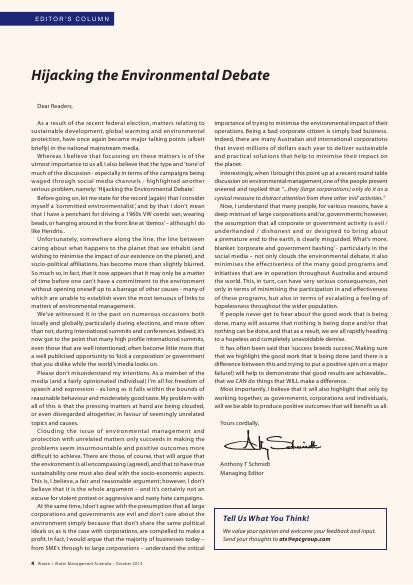 EDITOR'S COLUMN
Hijacking the Environmental Debate
Dear Readers,
As a result of the recent federal election, matters relating to
sustainable development, global warming and environmental
protection, have once again become major talking points (albeit
briefly) in the national mainstream media.
Whereas I believe that focussing on these matters is of the
utmost importance to us all, I also believe that the type and 'tone' of
much of the discussion - especially in terms of the campaigns being
waged through social media channels - highlighted another
serious problem, namely: 'Hijacking the Environmental Debate'.
Before going on, let me state for the record (again) that I consider
myself a 'committed environmentalist', and by that I don't mean
that I have a penchant for driving a 1960s VW combi van, wearing
beads, or hanging around in the front line at 'demos' – although I do
like Hendrix..
Unfortunately, somewhere along the line, the line between
caring about what happens to the planet that we inhabit (and
wishing to minimise the impact of our existence on the planet), and
socio-political affiliations, has become more than slightly blurred.
So much so, in fact, that it now appears that it may only be a matter
of time before one can't have a commitment to the environment
without opening oneself up to a barrage of other causes - many of
which are unable to establish even the most tenuous of links to
matters of environmental management.
We've witnessed it in the past on numerous occasions both
locally and globally, particularly during elections, and more often
than not, during international summits and conferences. Indeed, it's
now got to the point that many high profile international summits,
even those that are well intentioned, often become little more that
a well publicised opportunity to 'kick a corporation' or government
that you dislike while the world's media looks on.
Please don't misunderstand my intentions. As a member of the
media (and a fairly opinionated individual) I'm all for freedom of
speech and expression - as long as it falls within the bounds of
reasonable behaviour and moderately good taste. My problem with
all of this is that the pressing matters at hand are being clouded,
or even disregarded altogether, in favour of seemingly unrelated
topics and causes.
Clouding the issue of environmental management and
protection with unrelated matters only succeeds in making the
problems seem insurmountable and positive outcomes more
difficult to achieve. There are those, of course, that will argue that
the environment is all encompassing (agreed), and that to have true
sustainability one must also deal with the socio-economic aspects.
This is, I believe, a fair and reasonable argument; however, I don't
believe that it is the whole argument – and it's certainly not an
excuse for violent protest or aggressive and nasty hate campaigns.
At the same time, I don't agree with the presumption that all large
corporations and governments are evil and don't care about the
environment simply because they don't share the same political
ideals or, as is the case with corporations, are compelled to make a
profit. In fact, I would argue that the majority of businesses today –
from SME's through to large corporations – understand the critical
importance of trying to minimise the environmental impact of their
operations. Being a bad corporate citizen is simply bad business.
Indeed, there are many Australian and international corporations
that invest millions of dollars each year to deliver sustainable
and practical solutions that help to minimise their impact on
the planet.
Interestingly, when I brought this point up at a recent round table
discussion on environmental management, one of the people present
sneered and replied that "...they (large corporations) only do it as a
cynical measure to distract attention from there other 'evil' activities."
Now, I understand that many people, for various reasons, have a
deep mistrust of large corporations and/or, governments; however,
the assumption that all corporate or government activity is evil /
underhanded / dishonest and or designed to bring about
a premature end to the earth, is clearly misguided. What's more,
blanket 'corporate and government bashing' - particularly in the
social media – not only clouds the environmental debate, it also
minimises the effectiveness of the many good programs and
initiatives that are in operation throughout Australia and around
the world. This, in turn, can have very serious consequences, not
only in terms of minimising the participation in and effectiveness
of these programs, but also in terms of escalating a feeling of
hopelessness throughout the wider population.
If people never get to hear about the good work that is being
done, many will assume that nothing is being done and/or that
nothing can be done, and that as a result, we are all rapidly heading
to a hopeless and completely unavoidable demise.
It has often been said that 'success breeds success'. Making sure
that we highlight the good work that is being done (and there is a
difference between this and trying to put a positive spin on a major
failure!) will help to demonstrate that good results are achievable...
that we CAN do things that WILL make a difference.
Most importantly, I believe that it will also highlight that only by
working together, as governments, corporations and individuals,
will we be able to produce positive outcomes that will benefit us all.
Yours cordially,
Anthony T Schmidt
Managing Editor
Tell Us What You Think!
We value your opinion and welcome your feedback and input.
Send your thoughts to ats@epcgroup.com
4 Waste + Water Management Australia - October 2013